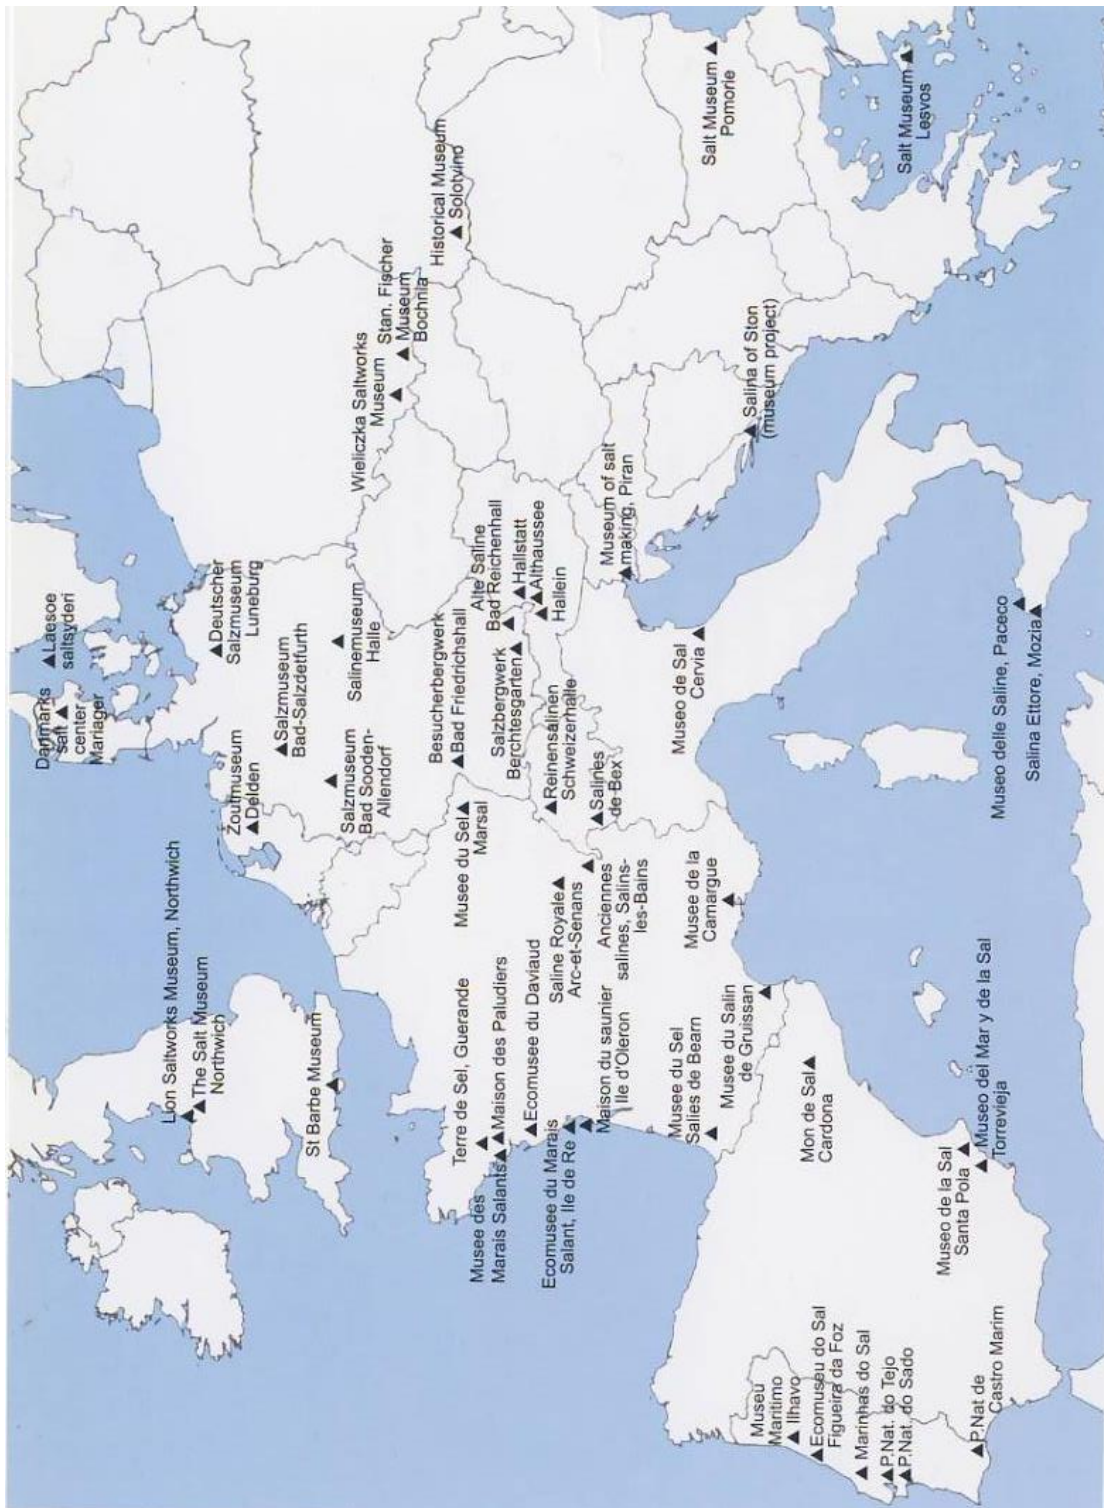 Danmarks
salt
center
Mariager
Laesoe
saltsyderi
Deutscher
Salzmuseum
Luneburg
Zoutmuseum
Delden
Salzmuseum
Bad-Salzdetfurth
Salinemuseum
Halle
Salzmuseum
Bad Sooden-
Allendorf
Lion Saltworks Museum, Northwich
The Salt Museum
Northwich
St Barbe Museum
Wieliczka Saltworks
Museum
Stan. Fischer
Museum
Bochnia
Historical Museum
Solotvino
Besucherbergwerk
Bad Friedrichshall
Alte Saline
Bad Reichenhall
Salzbergwerk
Berchtesgarten
Hallstatt
Althaussee
Hallein
Musee du Sel
Marsal
Reinensalinen
Schweizerhalle
Salines
de Bex
Saline Royale
Arc-et-Senans
Anciennes
salines, Salins-
les-Bains
Terre de Sel, Guerande
Musee des
Marais Salants
Maison des Paludiers
Ecomusee du Daviaud
Ecomusee du Marais
Salant, Ile de Re
Maison du saunier
Ile d'Oleron
Musee du Sel
Salies de Bearn
Musee du Salin
de Gruissan
Musee de la
Camargue
Museum of salt
making, Piran
Museo de Sal
Cervia
Salina of Ston
(museum project)
Salt Museum
Pomorie
Salt Museum
Lesvos
Museo delle Saline, Paceco
Salina Ettore, Mozia
Mon de Sal
Cardona
Museo de la Sal
Santa Pola
Museo del Mar y de la Sal
Torrevieja
Museu
Maritimo
Ilhavo
Ecomuseu do Sal
Figueira da Foz
Marinhas do Sal
P.Nat. do Tejo
P.Nat. do Sado
P.Nat de
Castro Marim